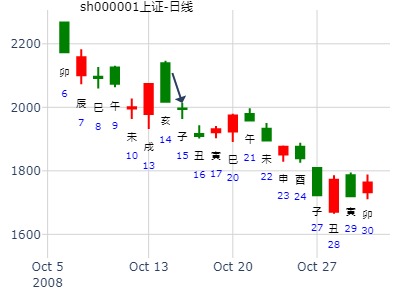 sh000001上证-日线
2200
2000
1800
1600
卯
6
辰
7
巳
8
午
9
未
10
戌
13
亥
14
子
15
丑
16
寅
17
巳
20
午
21
未
22
申
23
酉
24
子
27
丑
28
寅
29
卯
30
Oct 5
2008
Oct 13
Oct 20
Oct 27